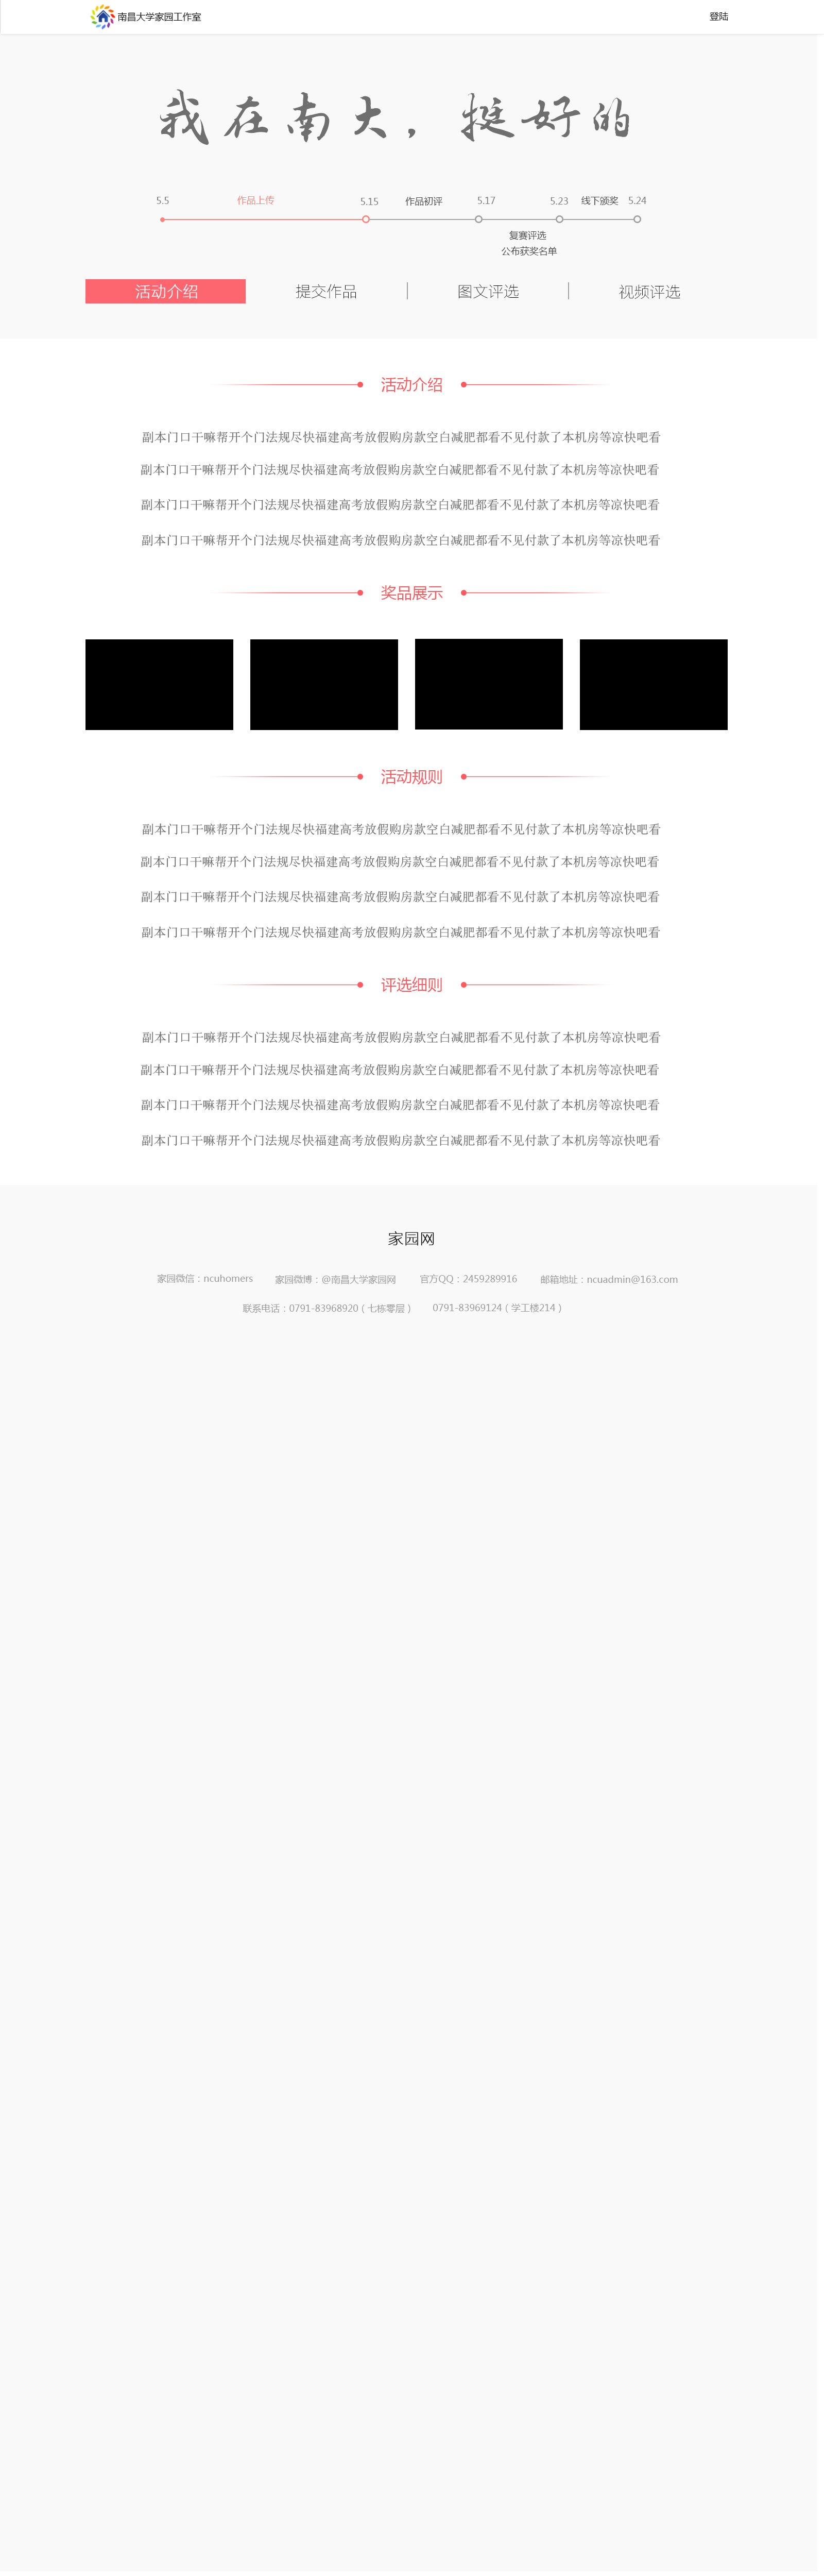 南昌大学家园工作室 登陆
我在南大，挺好的
5.5 作品上传 5.15 作品初评 5.17 5.23 线下颁奖 5.24
复赛评选
公布获奖名单
活动介绍 提交作品 图文评选 视频评选
活动介绍
副本门口干嘛帮开个门法规尽快福建高考放假购房款空白减肥都看不见付款了本机房等凉快吧看
副本门口干嘛帮开个门法规尽快福建高考放假购房款空白减肥都看不见付款了本机房等凉快吧看
副本门口干嘛帮开个门法规尽快福建高考放假购房款空白减肥都看不见付款了本机房等凉快吧看
副本门口干嘛帮开个门法规尽快福建高考放假购房款空白减肥都看不见付款了本机房等凉快吧看
奖品展示
活动规则
副本门口干嘛帮开个门法规尽快福建高考放假购房款空白减肥都看不见付款了本机房等凉快吧看
副本门口干嘛帮开个门法规尽快福建高考放假购房款空白减肥都看不见付款了本机房等凉快吧看
副本门口干嘛帮开个门法规尽快福建高考放假购房款空白减肥都看不见付款了本机房等凉快吧看
副本门口干嘛帮开个门法规尽快福建高考放假购房款空白减肥都看不见付款了本机房等凉快吧看
评选细则
副本门口干嘛帮开个门法规尽快福建高考放假购房款空白减肥都看不见付款了本机房等凉快吧看
副本门口干嘛帮开个门法规尽快福建高考放假购房款空白减肥都看不见付款了本机房等凉快吧看
副本门口干嘛帮开个门法规尽快福建高考放假购房款空白减肥都看不见付款了本机房等凉快吧看
副本门口干嘛帮开个门法规尽快福建高考放假购房款空白减肥都看不见付款了本机房等凉快吧看
家园网
家园微信：ncuhomers 家园微博：@南昌大学家园网 官方QQ：2459289916 邮箱地址：ncuadmin@163.com
联系电话：0791-83968920（七栋零层） 0791-83969124（学工楼214）